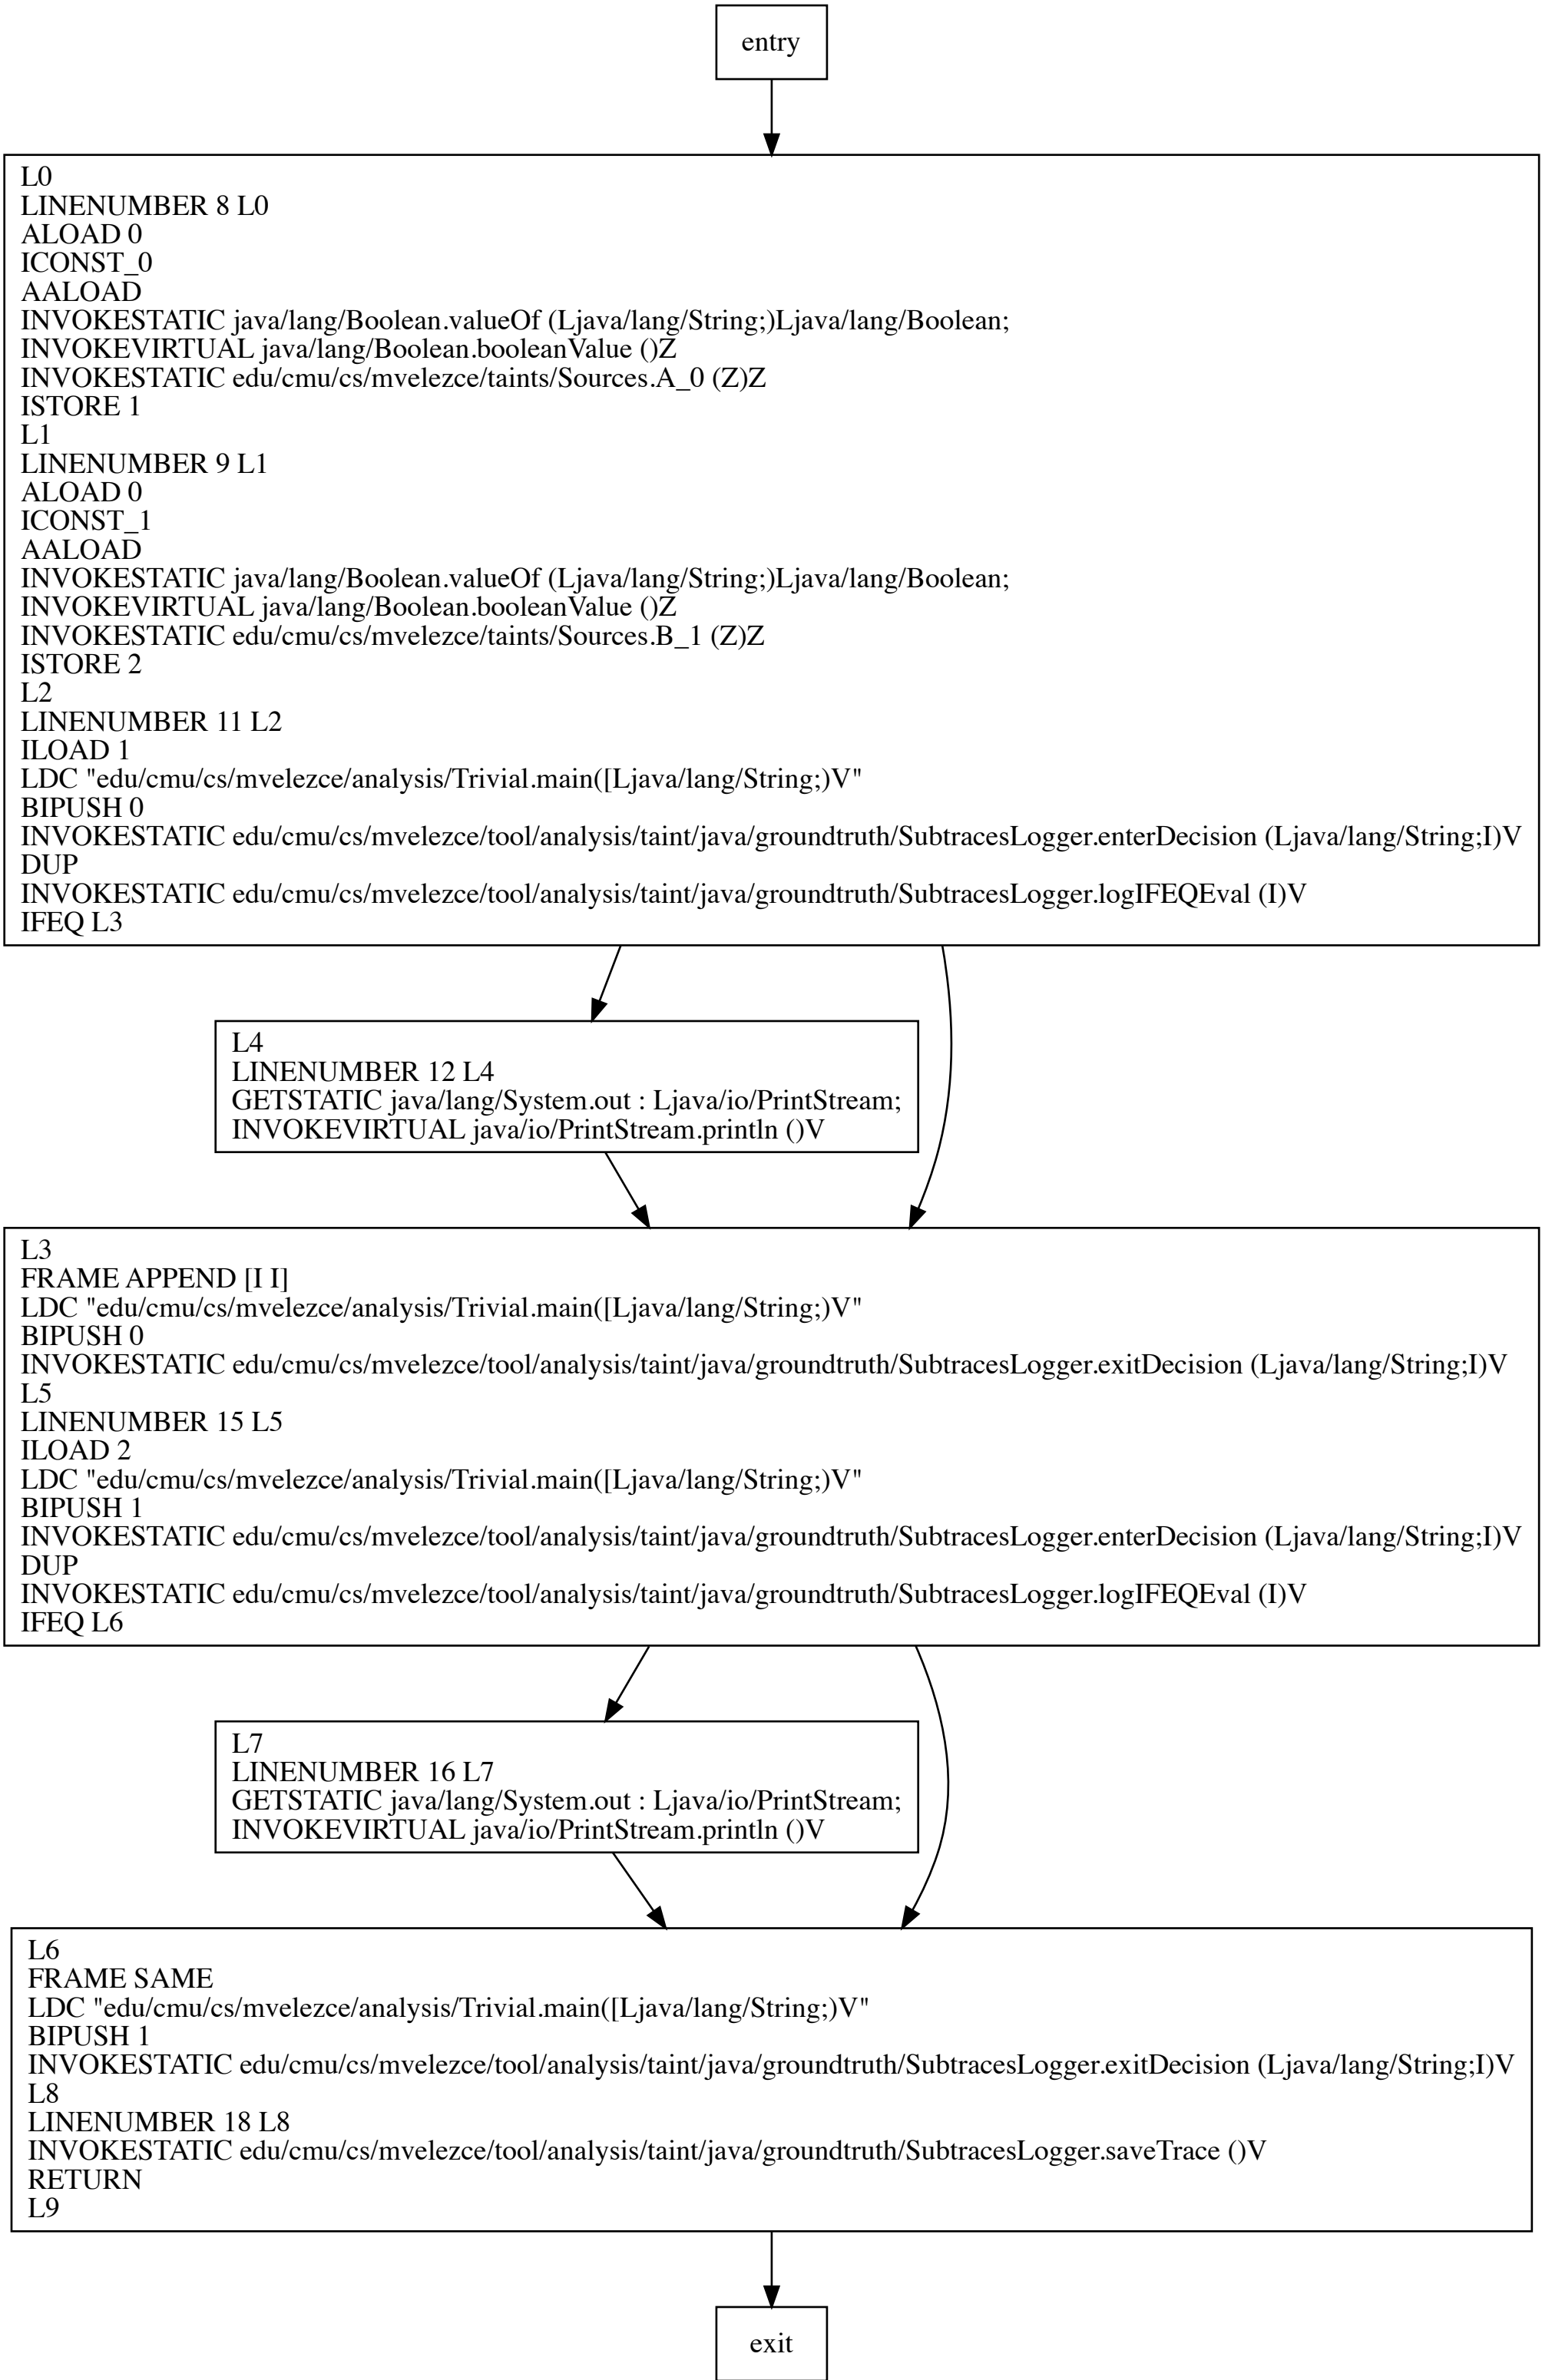 entry
L0
LINENUMBER 8 L0
ALOAD 0
ICONST_0
AALOAD
INVOKESTATIC java/lang/Boolean.valueOf (Ljava/lang/String;)Ljava/lang/Boolean;
INVOKEVIRTUAL java/lang/Boolean.booleanValue ()Z
INVOKESTATIC edu/cmu/cs/mvelezce/taints/Sources.A_0 (Z)Z
ISTORE 1
L1
LINENUMBER 9 L1
ALOAD 0
ICONST_1
AALOAD
INVOKESTATIC java/lang/Boolean.valueOf (Ljava/lang/String;)Ljava/lang/Boolean;
INVOKEVIRTUAL java/lang/Boolean.booleanValue ()Z
INVOKESTATIC edu/cmu/cs/mvelezce/taints/Sources.B_1 (Z)Z
ISTORE 2
L2
LINENUMBER 11 L2
ILOAD 1
LDC "edu/cmu/cs/mvelezce/analysis/Trivial.main([Ljava/lang/String;)V"
BIPUSH 0
INVOKESTATIC edu/cmu/cs/mvelezce/tool/analysis/taint/java/groundtruth/SubtracesLogger.enterDecision (Ljava/lang/String;I)V
DUP
INVOKESTATIC edu/cmu/cs/mvelezce/tool/analysis/taint/java/groundtruth/SubtracesLogger.logIFEQEval (I)V
IFEQ L3
L4
LINENUMBER 12 L4
GETSTATIC java/lang/System.out : Ljava/io/PrintStream;
INVOKEVIRTUAL java/io/PrintStream.println ()V
L3
FRAME APPEND [I I]
LDC "edu/cmu/cs/mvelezce/analysis/Trivial.main([Ljava/lang/String;)V"
BIPUSH 0
INVOKESTATIC edu/cmu/cs/mvelezce/tool/analysis/taint/java/groundtruth/SubtracesLogger.exitDecision (Ljava/lang/String;I)V
L5
LINENUMBER 15 L5
ILOAD 2
LDC "edu/cmu/cs/mvelezce/analysis/Trivial.main([Ljava/lang/String;)V"
BIPUSH 1
INVOKESTATIC edu/cmu/cs/mvelezce/tool/analysis/taint/java/groundtruth/SubtracesLogger.enterDecision (Ljava/lang/String;I)V
DUP
INVOKESTATIC edu/cmu/cs/mvelezce/tool/analysis/taint/java/groundtruth/SubtracesLogger.logIFEQEval (I)V
IFEQ L6
L7
LINENUMBER 16 L7
GETSTATIC java/lang/System.out : Ljava/io/PrintStream;
INVOKEVIRTUAL java/io/PrintStream.println ()V
L6
FRAME SAME
LDC "edu/cmu/cs/mvelezce/analysis/Trivial.main([Ljava/lang/String;)V"
BIPUSH 1
INVOKESTATIC edu/cmu/cs/mvelezce/tool/analysis/taint/java/groundtruth/SubtracesLogger.exitDecision (Ljava/lang/String;I)V
L8
LINENUMBER 18 L8
INVOKESTATIC edu/cmu/cs/mvelezce/tool/analysis/taint/java/groundtruth/SubtracesLogger.saveTrace ()V
RETURN
L9
exit